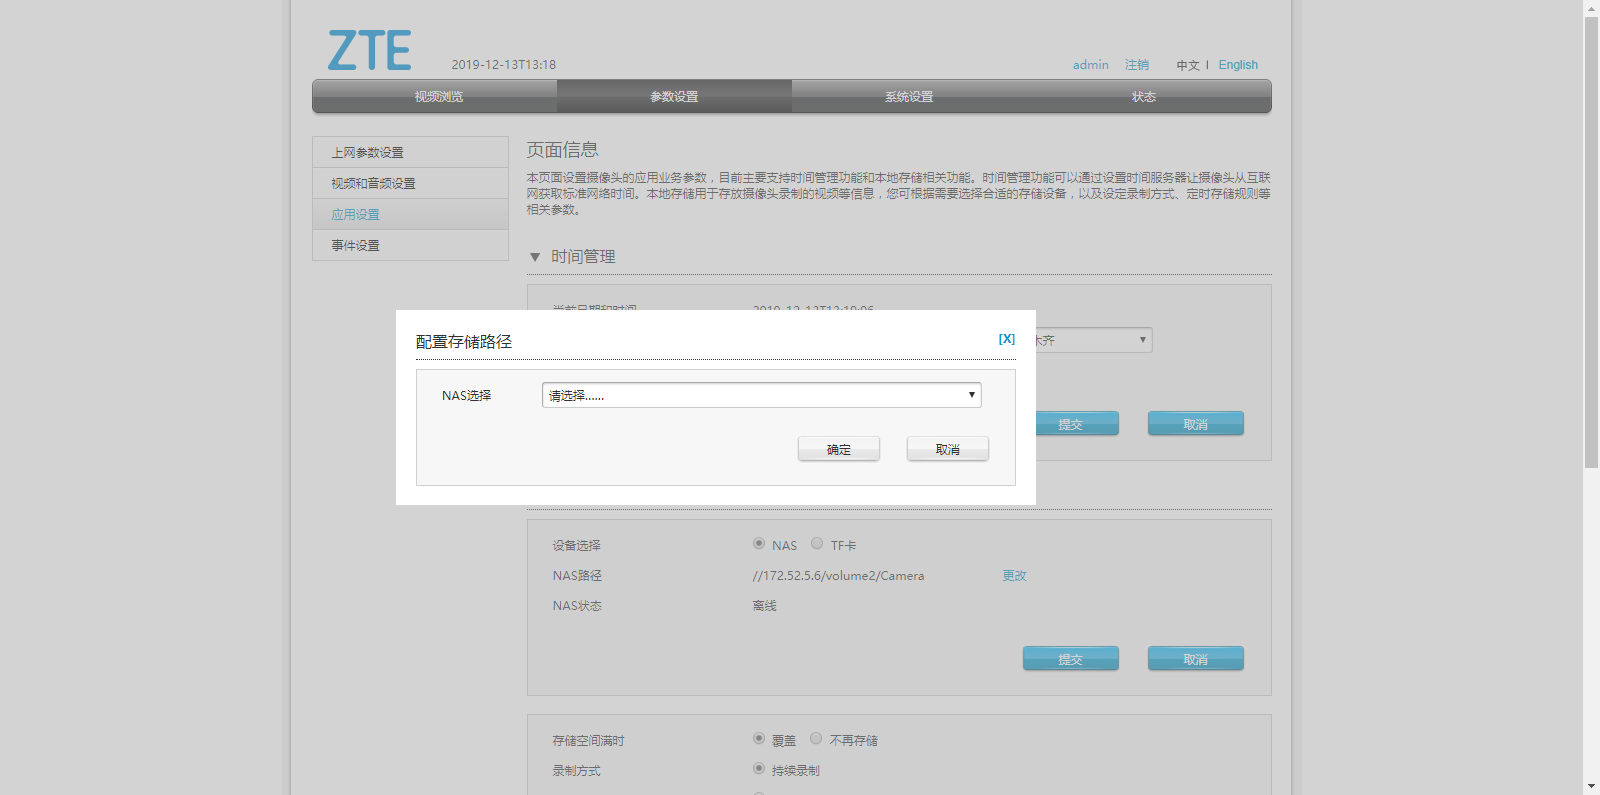 ZTE
2019-12-13T13:18
admin 注销 中文 | English
视频浏览 参数设置 系统设置 状态
上网参数设置
视频和音频设置
应用设置
事件设置
页面信息
本页面设置摄像头的应用业务参数，目前主要支持时间管理功能和本地存储相关功能。时间管理功能可以通过设置时间服务器让摄像头从互联
网获取标准网络时间。本地存储用于存放摄像头录制的视频等信息，您可根据需要选择合适的存储设备，以及设定录制方式、定时存储规则等
相关参数。
▼ 时间管理
当前日期和时间 2019-12-13T13:19:06
木齐
提交 取消
配置存储路径 [X]
NAS选择 请选择......
确定 取消
设备选择 NAS TF卡
NAS路径 //172.52.5.6/volume2/Camera 更改
NAS状态 离线
提交 取消
存储空间满时 覆盖 不再存储
录制方式 持续录制